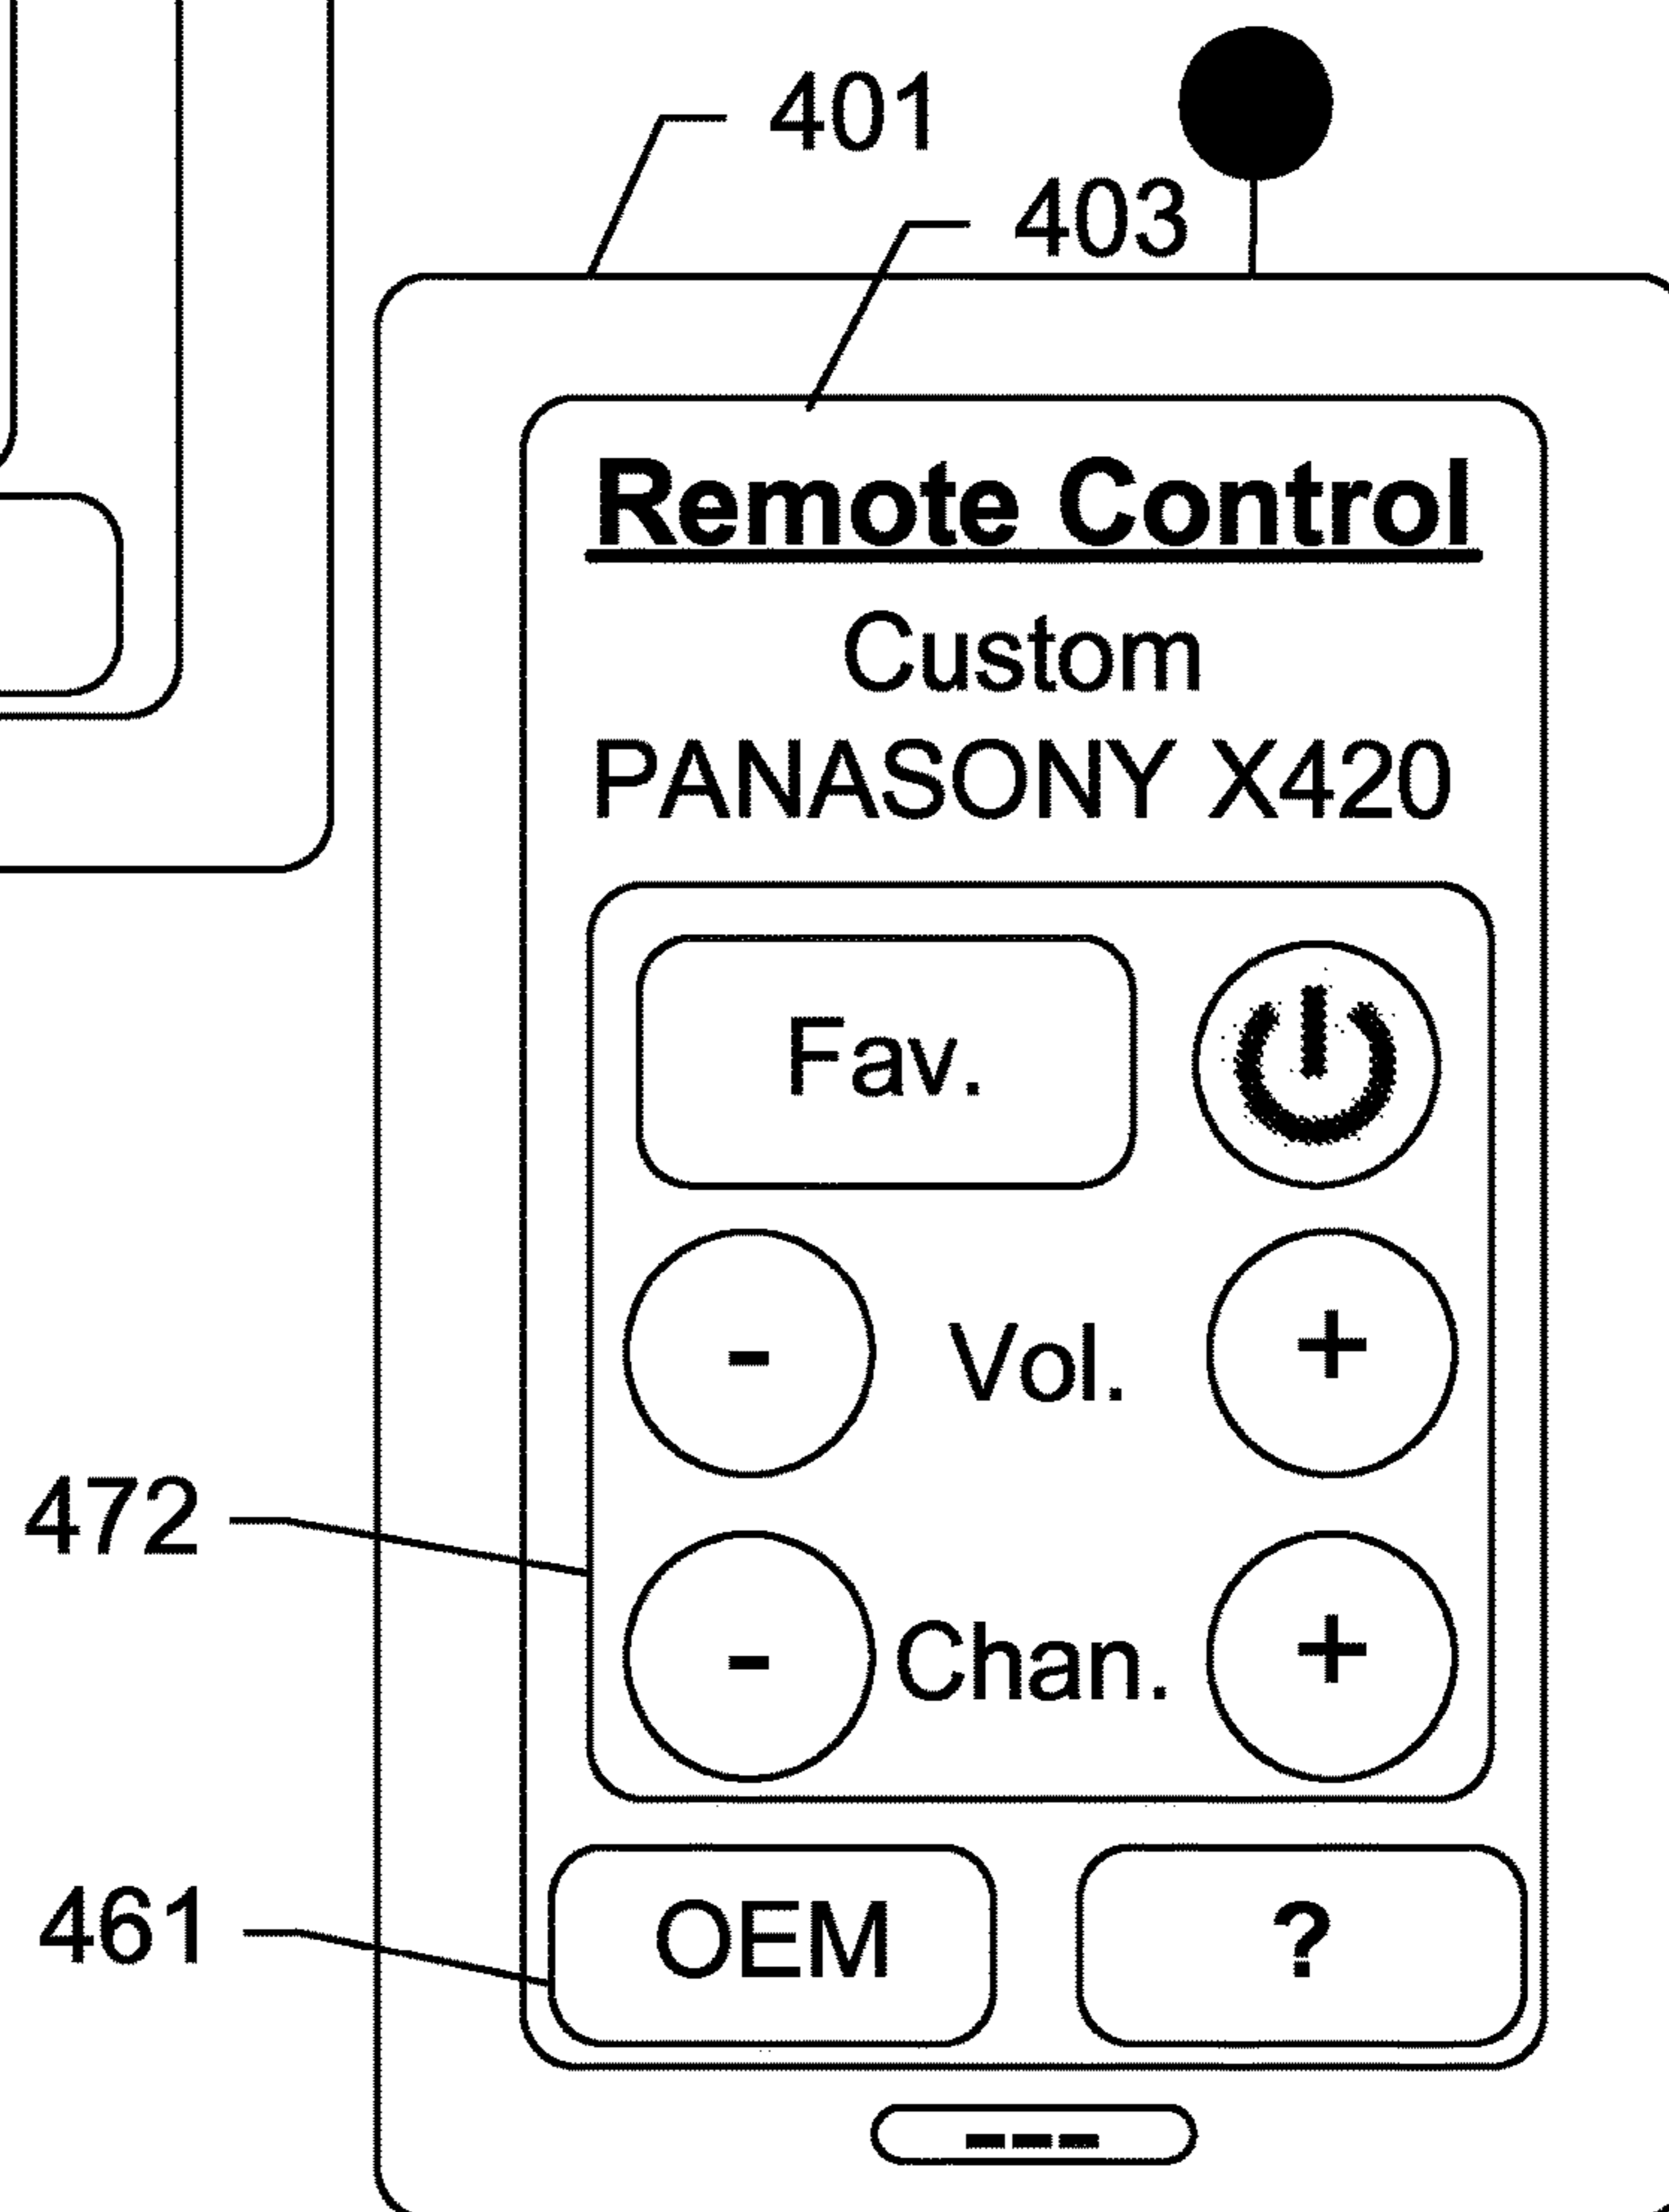 401
403
Remote Control
Custom
PANASONY X420
Fav.
- Vol. +
472
- Chan. +
461
OEM ?
---